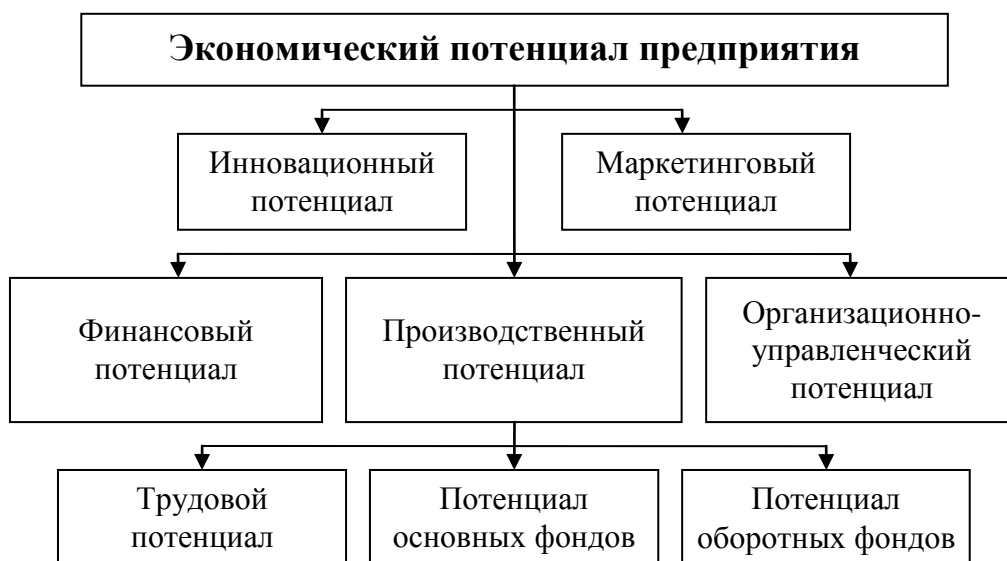 Экономический потенциал предприятия
Инновационный
потенциал
Маркетинговый
потенциал
Финансовый
потенциал
Производственный
потенциал
Организационно-
управленческий
потенциал
Трудовой
потенциал
Потенциал
основных фондов
Потенциал
оборотных фондов